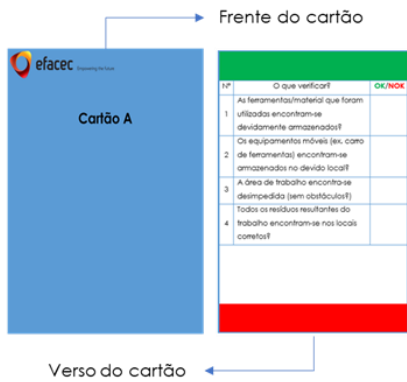 Frente do cartão
efacec
Empowering the future
Cartão A
Nº O que verificar? OK/NOK
1 As ferramentas/material que foram
utilizadas encontram-se
devidamente armazenados?
2 Os equipamentos móveis (ex. carro
de ferramentas) encontram-se
armazenados no devido local?
3 A área de trabalho encontra-se
desimpedida (sem obstáculos?)
4 Todos os resíduos resultantes do
trabalho encontram-se nos locais
corretos?
Verso do cartão